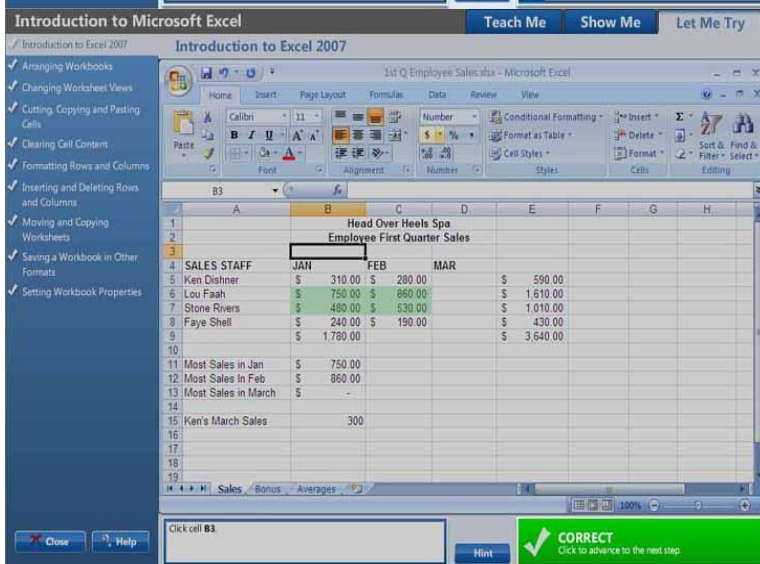 Introduction to Microsoft Excel
Teach Me
Show Me
Let Me Try
Introduction to Excel 2007
Introduction to Excel 2007
Arranging Workbooks
Changing Worksheet Views
Cutting, Copying and Pasting
Cells
Clearing Cell Content
Formatting Rows and Columns
Inserting and Deleting Rows
and Columns
Moving and Copying
Worksheets
Saving a Workbook in Other
Formats
Setting Workbook Properties
Close
Help
1st Q Employee Sales.xlsx - Microsoft Excel
Home Insert Page Layout Formulas Data Review View
Calibri 11 Number Conditional Formatting Insert Σ
B I U A A $ % , Format as Table Delete
Paste A Cell Styles Format Sort & Filter Find & Select
Font Alignment Number Styles Cells Editing
B3 fx
A B C D E F G H
1 Head Over Heels Spa
2 Employee First Quarter Sales
3
4 SALES STAFF JAN FEB MAR
5 Ken Dishner $ 310.00 $ 280.00 $ 590.00
6 Lou Faah $ 750.00 $ 860.00 $ 1,610.00
7 Stone Rivers $ 480.00 $ 530.00 $ 1,010.00
8 Faye Shell $ 240.00 $ 190.00 $ 430.00
9 $ 1,780.00 $ 3,640.00
10
11 Most Sales in Jan $ 750.00
12 Most Sales In Feb $ 860.00
13 Most Sales in March $ -
14
15 Ken's March Sales 300
16
17
18
19
Sales Bonus Averages
100%
Click cell B3.
Hint
CORRECT
Click to advance to the next step